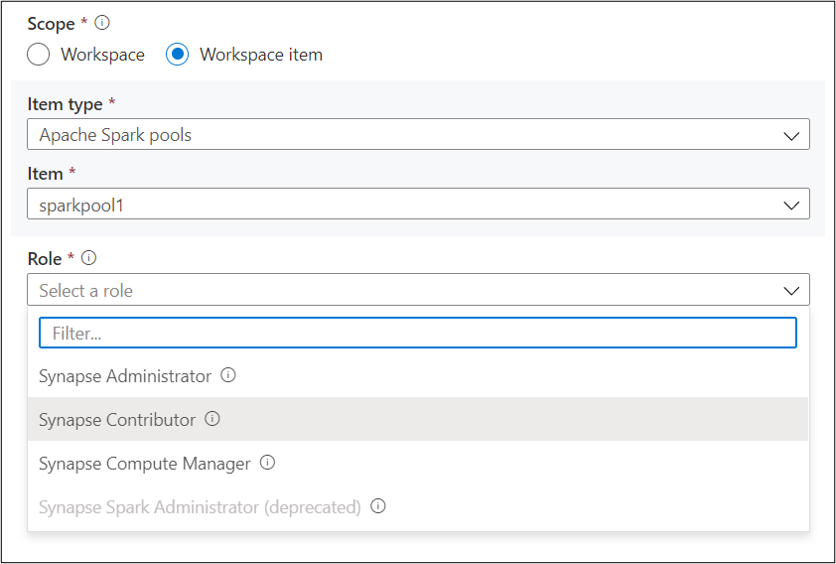 Scope *
Workspace Workspace item
Item type *
Apache Spark pools
Item *
sparkpool1
Role *
Select a role
Filter...
Synapse Administrator
Synapse Contributor
Synapse Compute Manager
Synapse Spark Administrator (deprecated)